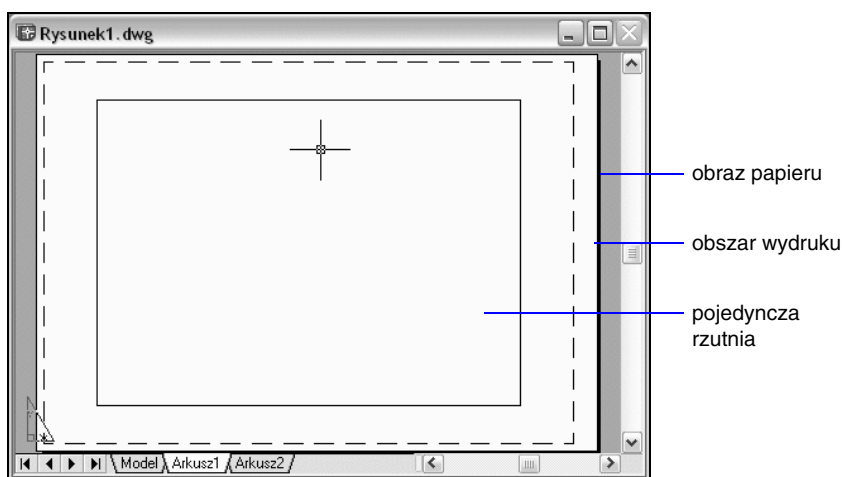 Rysunek1.dwg
obraz papieru
obszar wydruku
pojedyncza
rzutnia
Model Arkusz1 Arkusz2